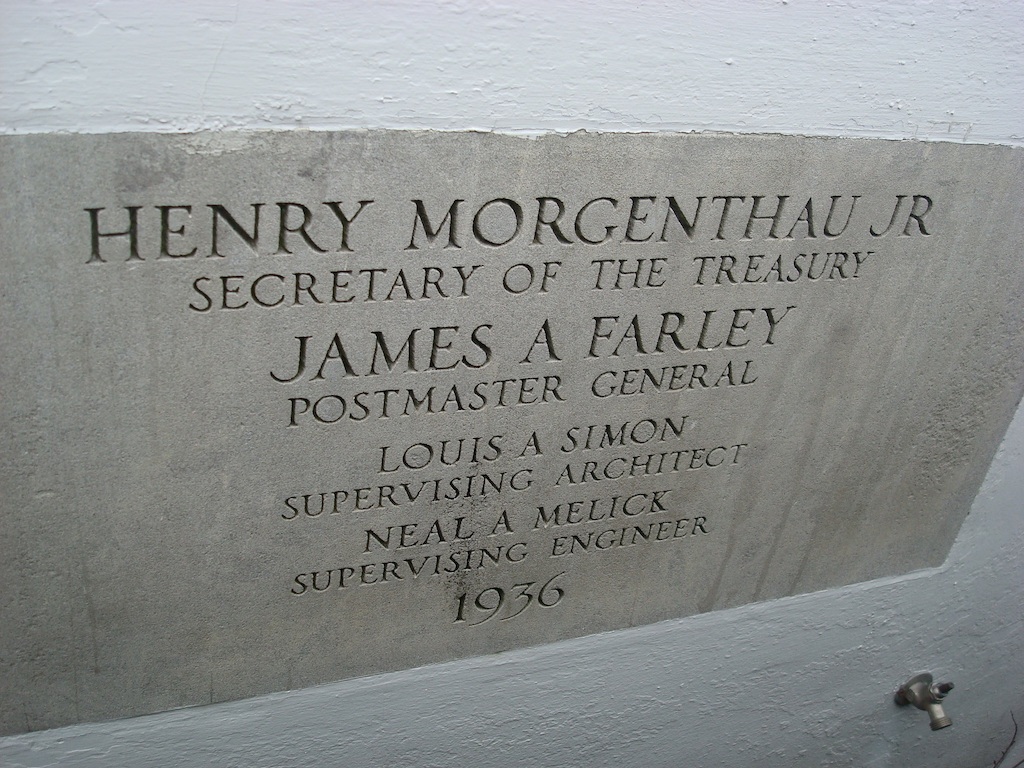 HENRY MORGENTHAU JR
SECRETARY OF THE TREASURY
JAMES A FARLEY
POSTMASTER GENERAL
LOUIS A SIMON
SUPERVISING ARCHITECT
NEAL A MELICK
SUPERVISING ENGINEER
1936